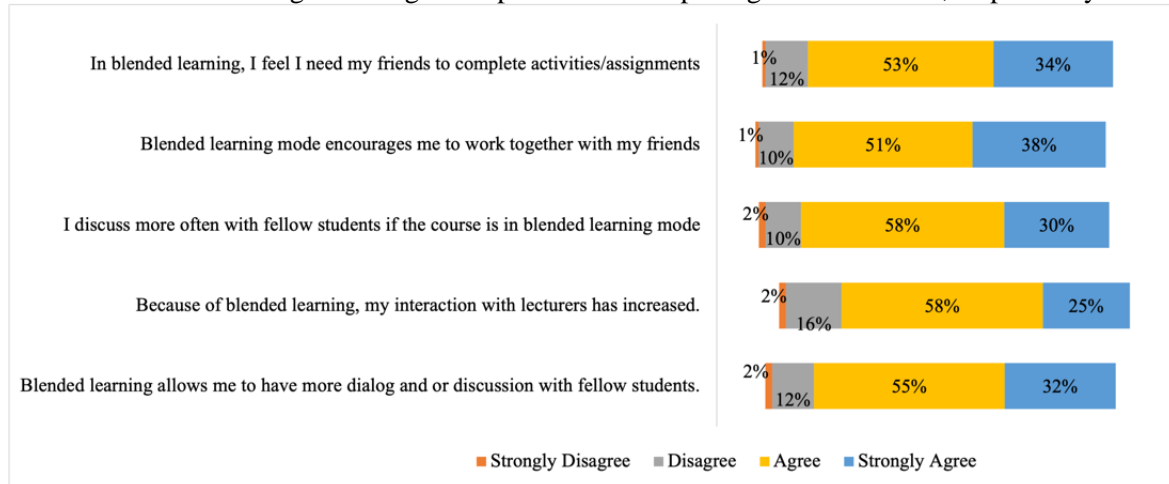 In blended learning, I feel I need my friends to complete activities/assignments
1% 12% 53% 34%
Blended learning mode encourages me to work together with my friends
1% 10% 51% 38%
I discuss more often with fellow students if the course is in blended learning mode
2% 10% 58% 30%
Because of blended learning, my interaction with lecturers has increased.
2% 16% 58% 25%
Blended learning allows me to have more dialog and or discussion with fellow students.
2% 12% 55% 32%
Strongly Disagree Disagree Agree Strongly Agree